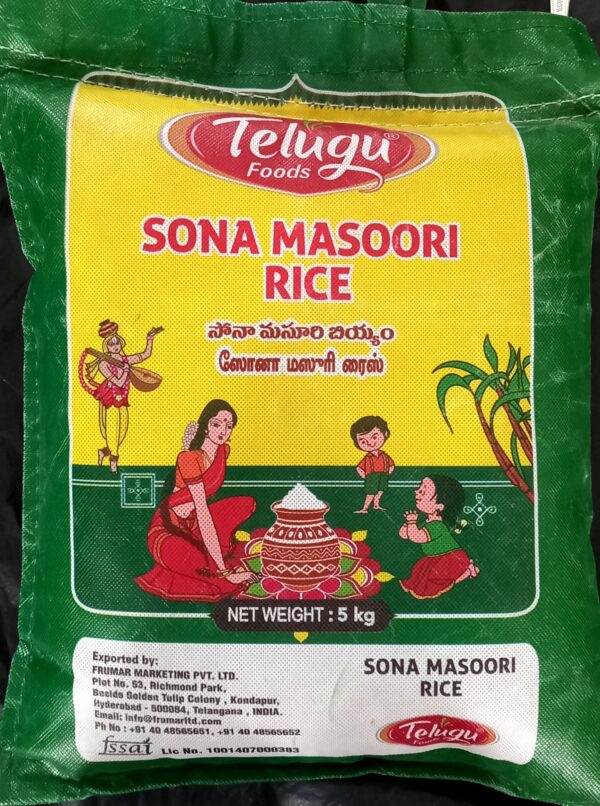 Telugu®
Foods
SONA MASOORI
RICE
సోనా మసూరి బియ్యం
ஸோனா மஸுரி ரைஸ்
NET WEIGHT : 5 kg
Exported by:
FRUMAR MARKETING PVT. LTD.
Plot No. 53, Richmond Park,
Beside Golden Tulip Colony , Kondapur,
Hyderabad - 500084, Telangana , INDIA.
Email: info@frumarltd.com
Ph No : +91 40 48565651, +91 40 48565652
fssai Lic No. 1001407000383
SONA MASOORI
RICE
Telugu
Foods